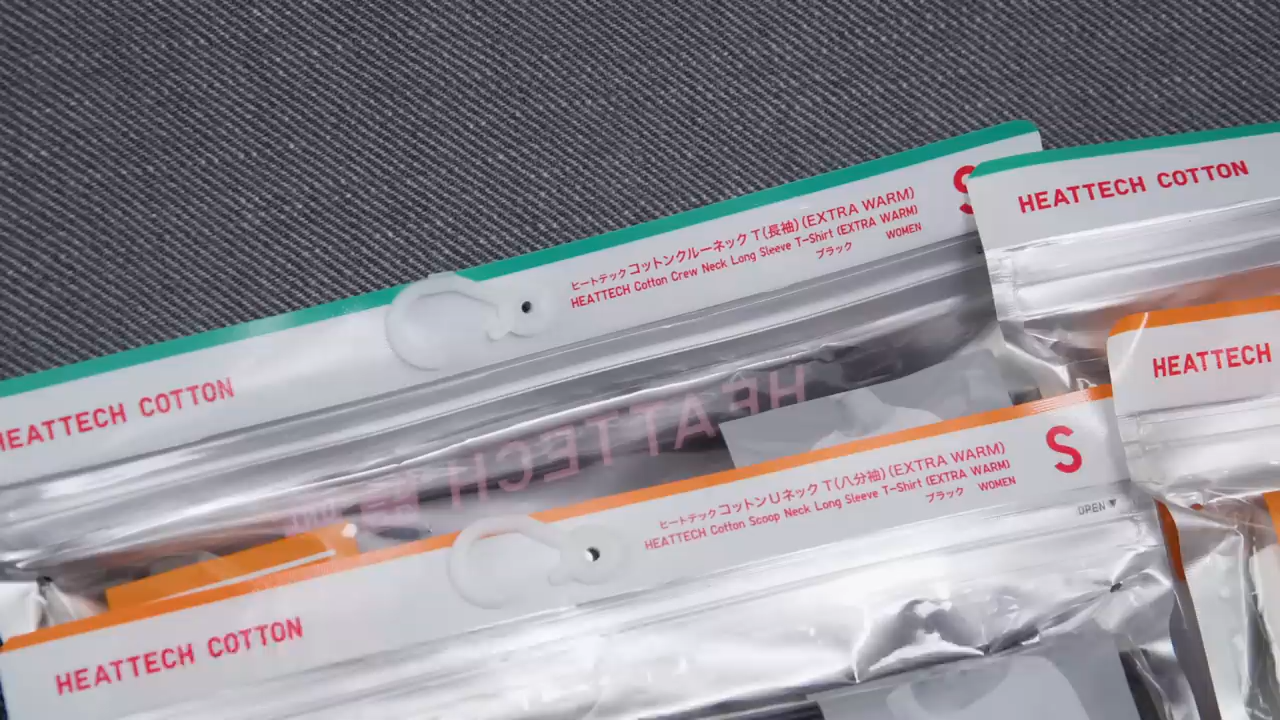 ヒートテックコットンクルーネックT(長袖)(EXTRA WARM)
HEATTECH Cotton Crew Neck Long Sleeve T-Shirt (EXTRA WARM)
ブラック WOMEN
S
HEATTECH COTTON
HEATTECH COTTON
HEATTECH
HEATTECH
ヒートテックコットンUネックT(八分袖)(EXTRA WARM)
HEATTECH Cotton Scoop Neck Long Sleeve T-Shirt (EXTRA WARM)
ブラック WOMEN
S
OPEN▼
HEATTECH COTTON